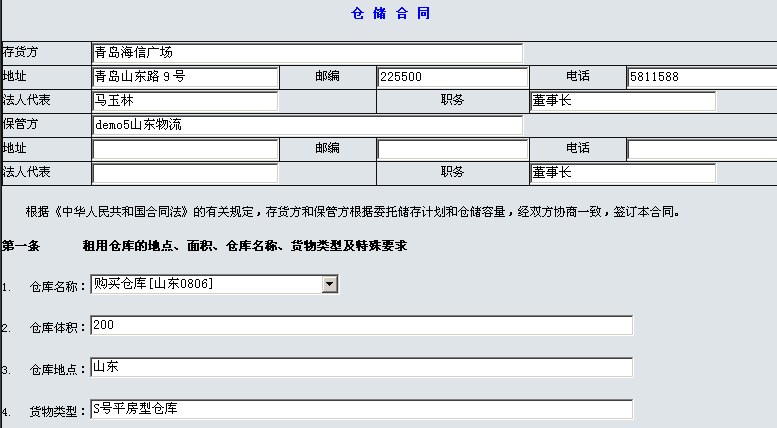 仓 储 合 同
存货方 青岛海信广场
地址 青岛山东路９号 邮编 225500 电话 5811588
法人代表 马玉林 职务 董事长
保管方 demo5山东物流
地址 邮编 电话
法人代表 职务 董事长
根据《中华人民共和国合同法》的有关规定，存货方和保管方根据委托储存计划和仓储容量，经双方协商一致，签订本合同。
第一条 租用仓库的地点、面积、仓库名称、货物类型及特殊要求
1. 仓库名称：购买仓库[山东0806]
2. 仓库体积：200
3. 仓库地点：山东
4. 货物类型：S号平房型仓库